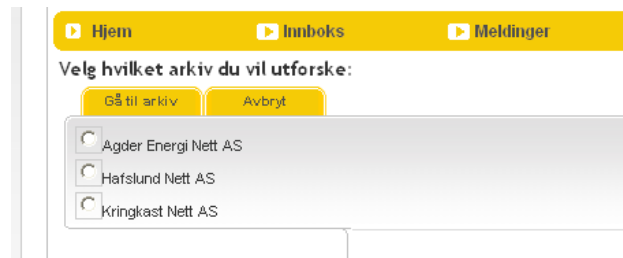 Hjem Innboks Meldinger
Velg hvilket arkiv du vil utforske:
Gå til arkiv Avbryt
Agder Energi Nett AS
Hafslund Nett AS
Kringkast Nett AS